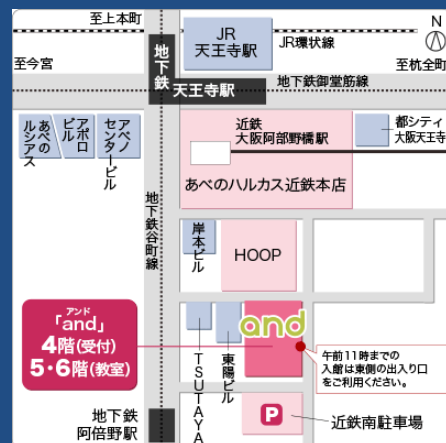 至上本町
JR
天王寺駅
JR環状線
N
至今宮
地下鉄
天王寺駅
地下鉄御堂筋線
至杭全町
あべの
ルシアス
アポロ
ビル
アベノ
センタービル
近鉄
大阪阿部野橋駅
都シティ
大阪天王寺
あべのハルカス近鉄本店
地下鉄谷町線
岸本ビル
HOOP
アンド
「and」
4階(受付)
5・6階(教室)
TSUTAYA
東陽ビル
and
午前11時までの
入館は東側の出入り口
をご利用ください。
P
近鉄南駐車場
地下鉄
阿倍野駅